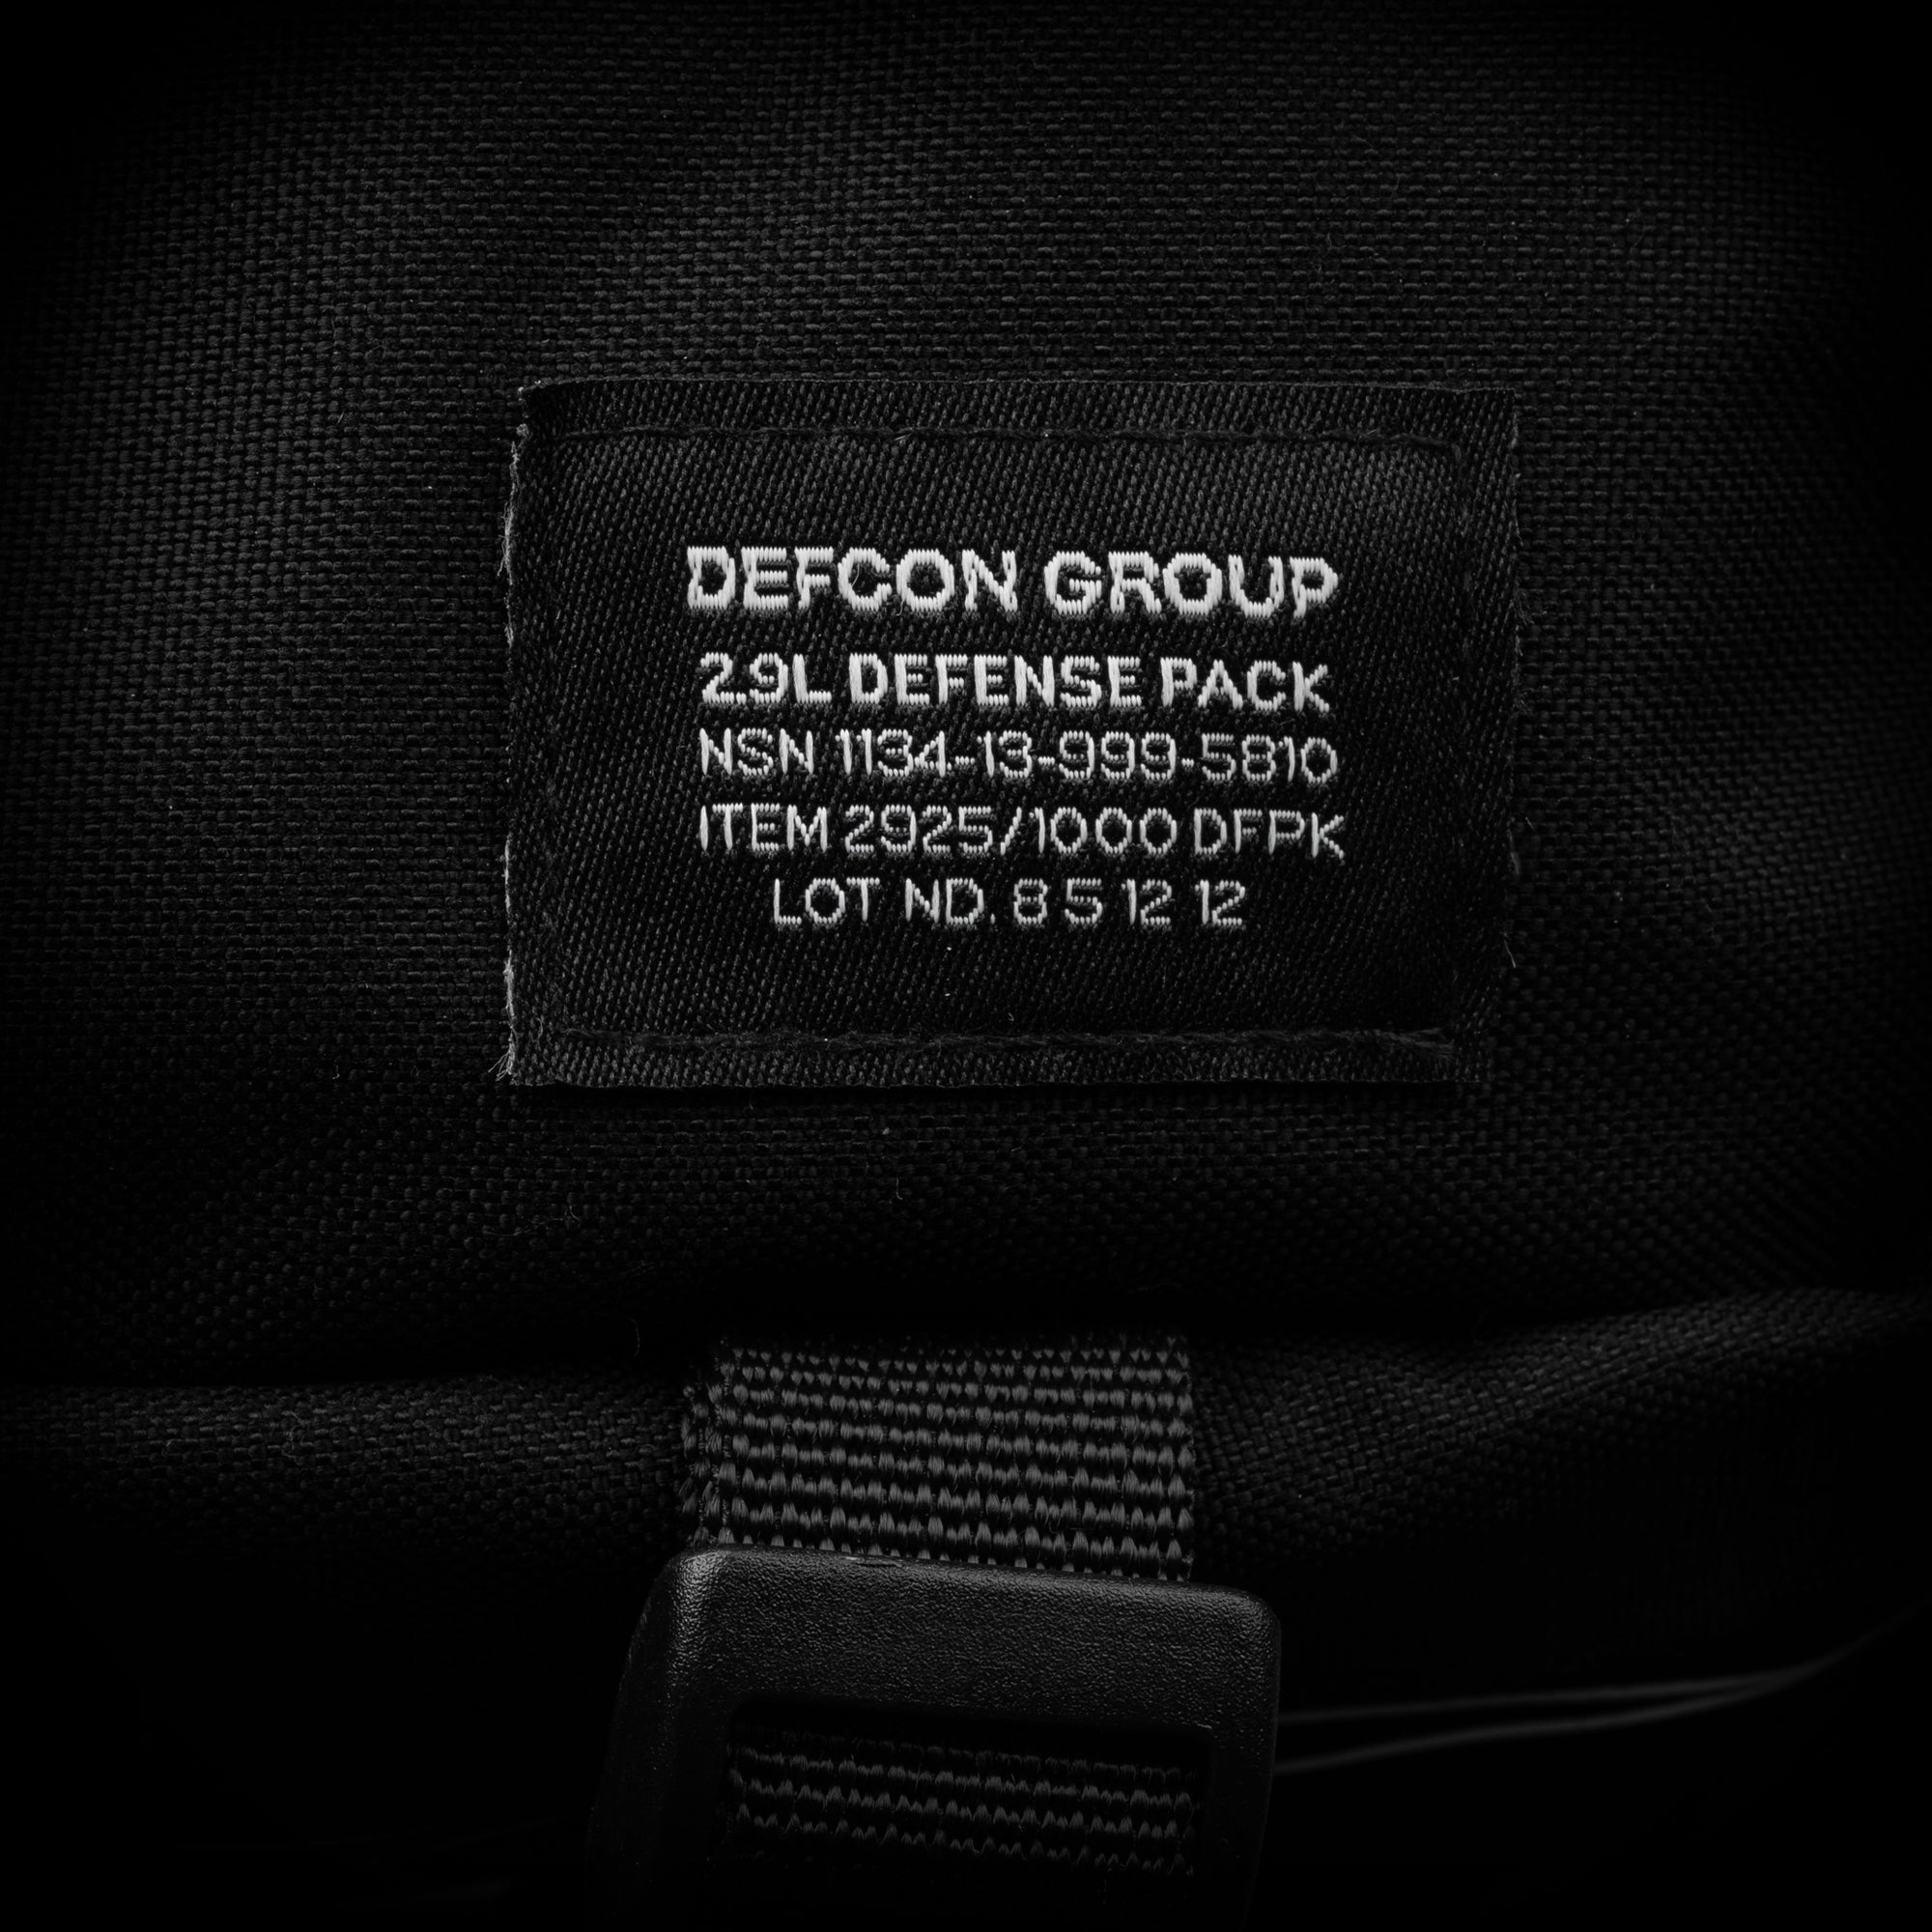 DEFCON GROUP
2.9L DEFENSE PACK
NSN 1134-13-999-5810
ITEM 2925/1000 DFPK
LOT NO. 8 5 12 12